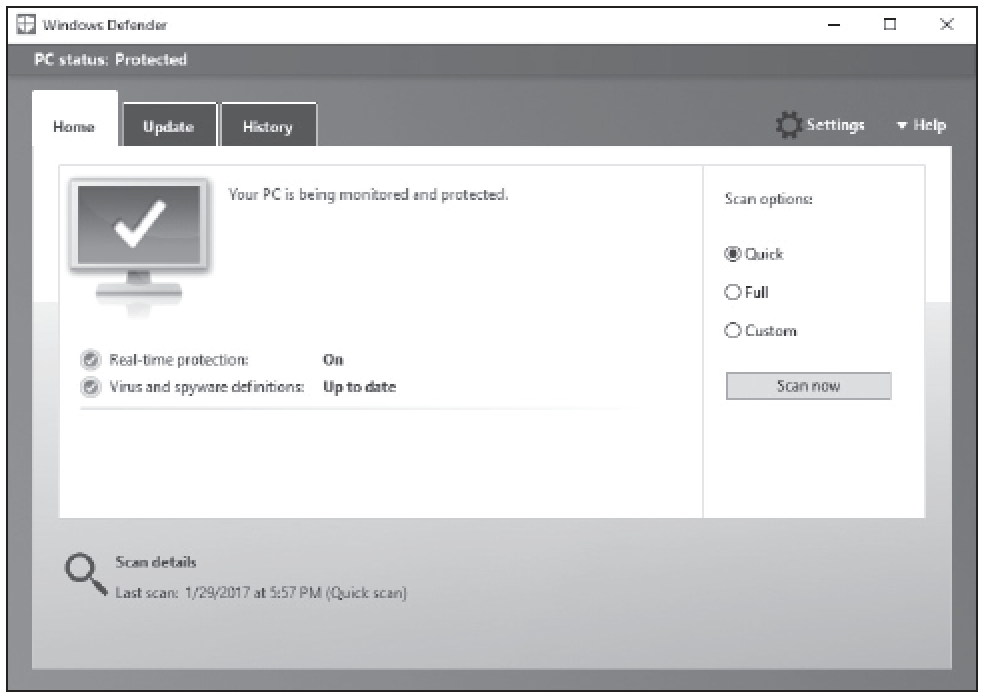 Windows Defender
PC status: Protected
Home
Update
History
Settings
Help
Your PC is being monitored and protected.
Scan options:
Quick
Full
Custom
Real-time protection: On
Virus and spyware definitions: Up to date
Scan now
Scan details
Last scan: 1/29/2017 at 5:57 PM (Quick scan)